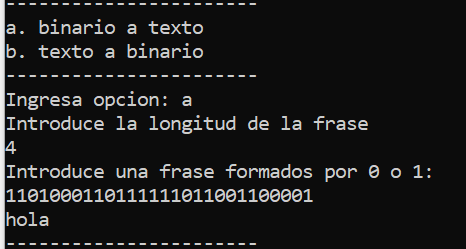 -----------------------
a. binario a texto
b. texto a binario
-----------------------
Ingresa opcion: a
Introduce la longitud de la frase
4
Introduce una frase formados por 0 o 1:
1101000110111111011001100001
hola
-----------------------